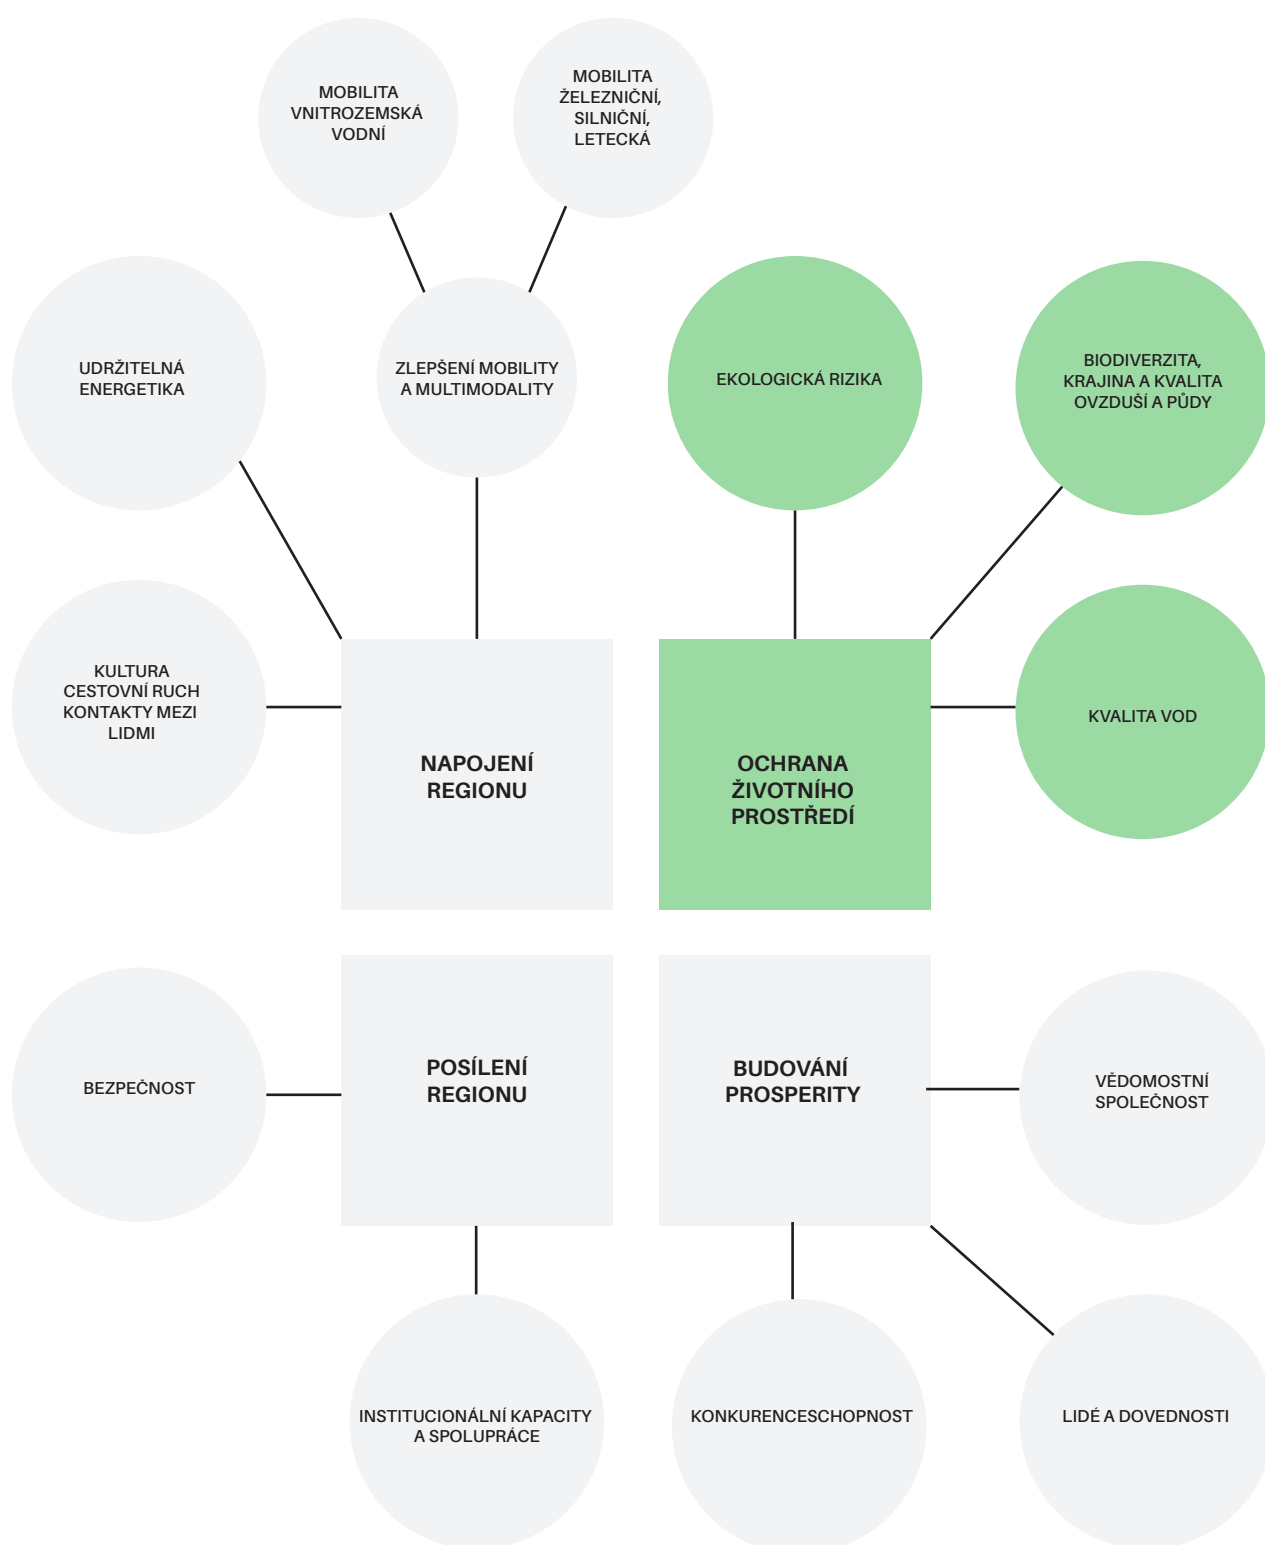 MOBILITA
VNITROZEMSKÁ
VODNÍ
MOBILITA
ŽELEZNIČNÍ,
SILNIČNÍ,
LETECKÁ
UDRŽITELNÁ
ENERGETIKA
ZLEPŠENÍ MOBILITY
A MULTIMODALITY
EKOLOGICKÁ RIZIKA
BIODIVERZITA,
KRAJINA A KVALITA
OVZDUŠÍ A PŮDY
KULTURA
CESTOVNÍ RUCH
KONTAKTY MEZI
LIDMI
KVALITA VOD
NAPOJENÍ
REGIONU
OCHRANA
ŽIVOTNÍHO
PROSTŘEDÍ
BEZPEČNOST
POSÍLENÍ
REGIONU
BUDOVÁNÍ
PROSPERITY
VĚDOMOSTNÍ
SPOLEČNOST
INSTITUCIONÁLNÍ KAPACITY
A SPOLUPRÁCE
KONKURENCESCHOPNOST
LIDÉ A DOVEDNOSTI